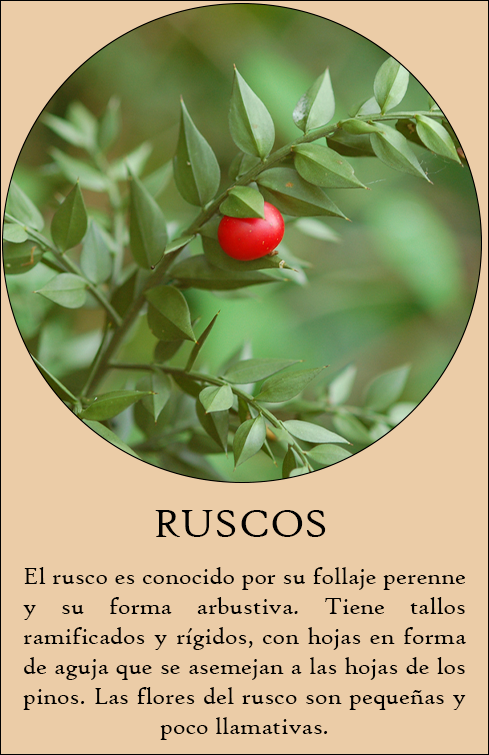 RUSCOS
El rusco es conocido por su follaje perenne
y su forma arbustiva. Tiene tallos
ramificados y rígidos, con hojas en forma
de aguja que se asemejan a las hojas de los
pinos. Las flores del rusco son pequeñas y
poco llamativas.